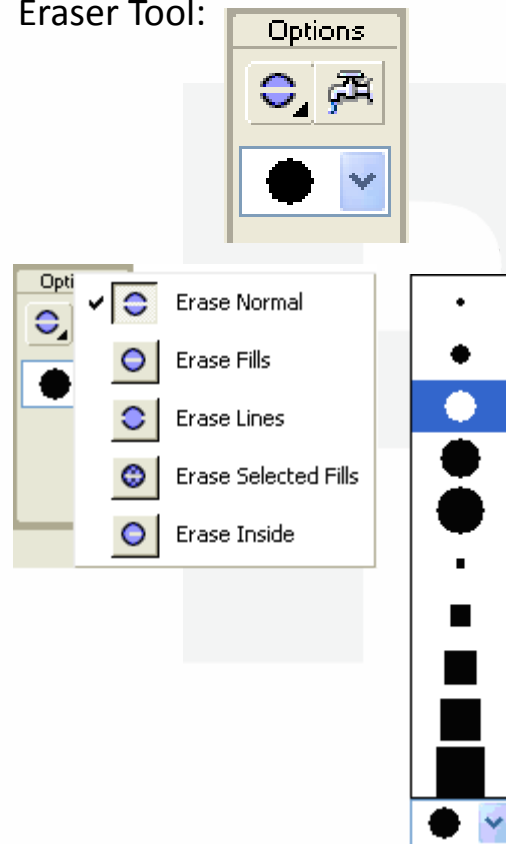 Eraser Tool:
Options
Opti
Erase Normal
Erase Fills
Erase Lines
Erase Selected Fills
Erase Inside